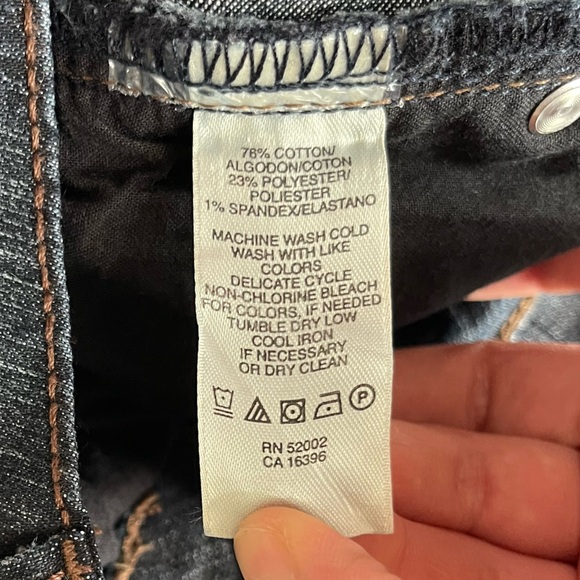 76% COTTON/
ALGODON/COTON
23% POLYESTER/
POLIESTER
1% SPANDEX/ELASTANO
MACHINE WASH COLD
WASH WITH LIKE
COLORS
DELICATE CYCLE
NON-CHLORINE BLEACH
FOR COLORS, IF NEEDED
TUMBLE DRY LOW
COOL IRON
IF NECESSARY
OR DRY CLEAN
P
RN 52002
CA 16396